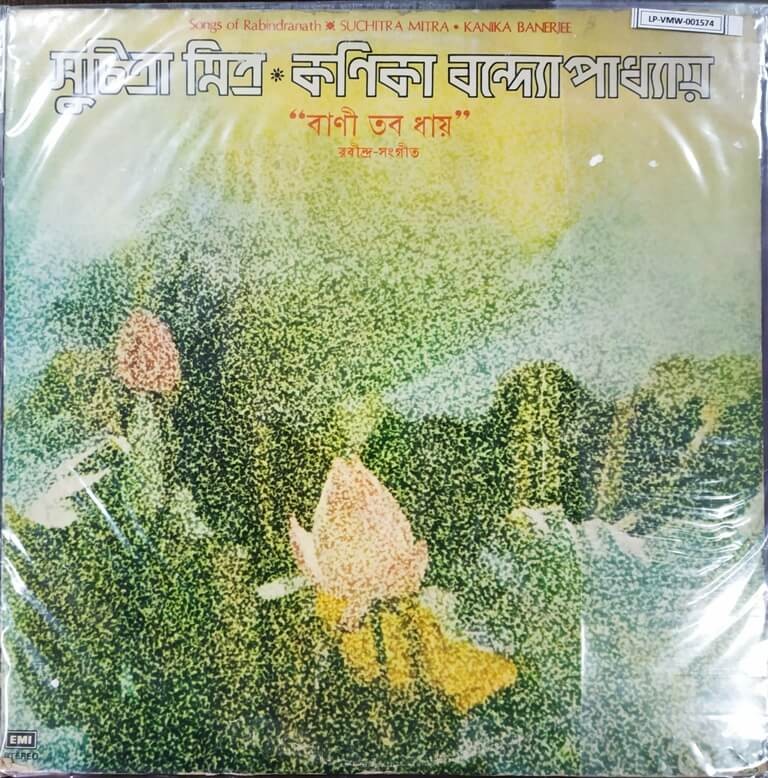 Songs of Rabindranath ※ SUCHITRA MITRA • KANIKA BANERJEE
LP-VMW-001574
সুচিত্রা মিত্র * কণিকা বন্দ্যোপাধ্যায়
“বাণী তব ধায়”
রবীন্দ্র-সংগীত
EMI
STEREO